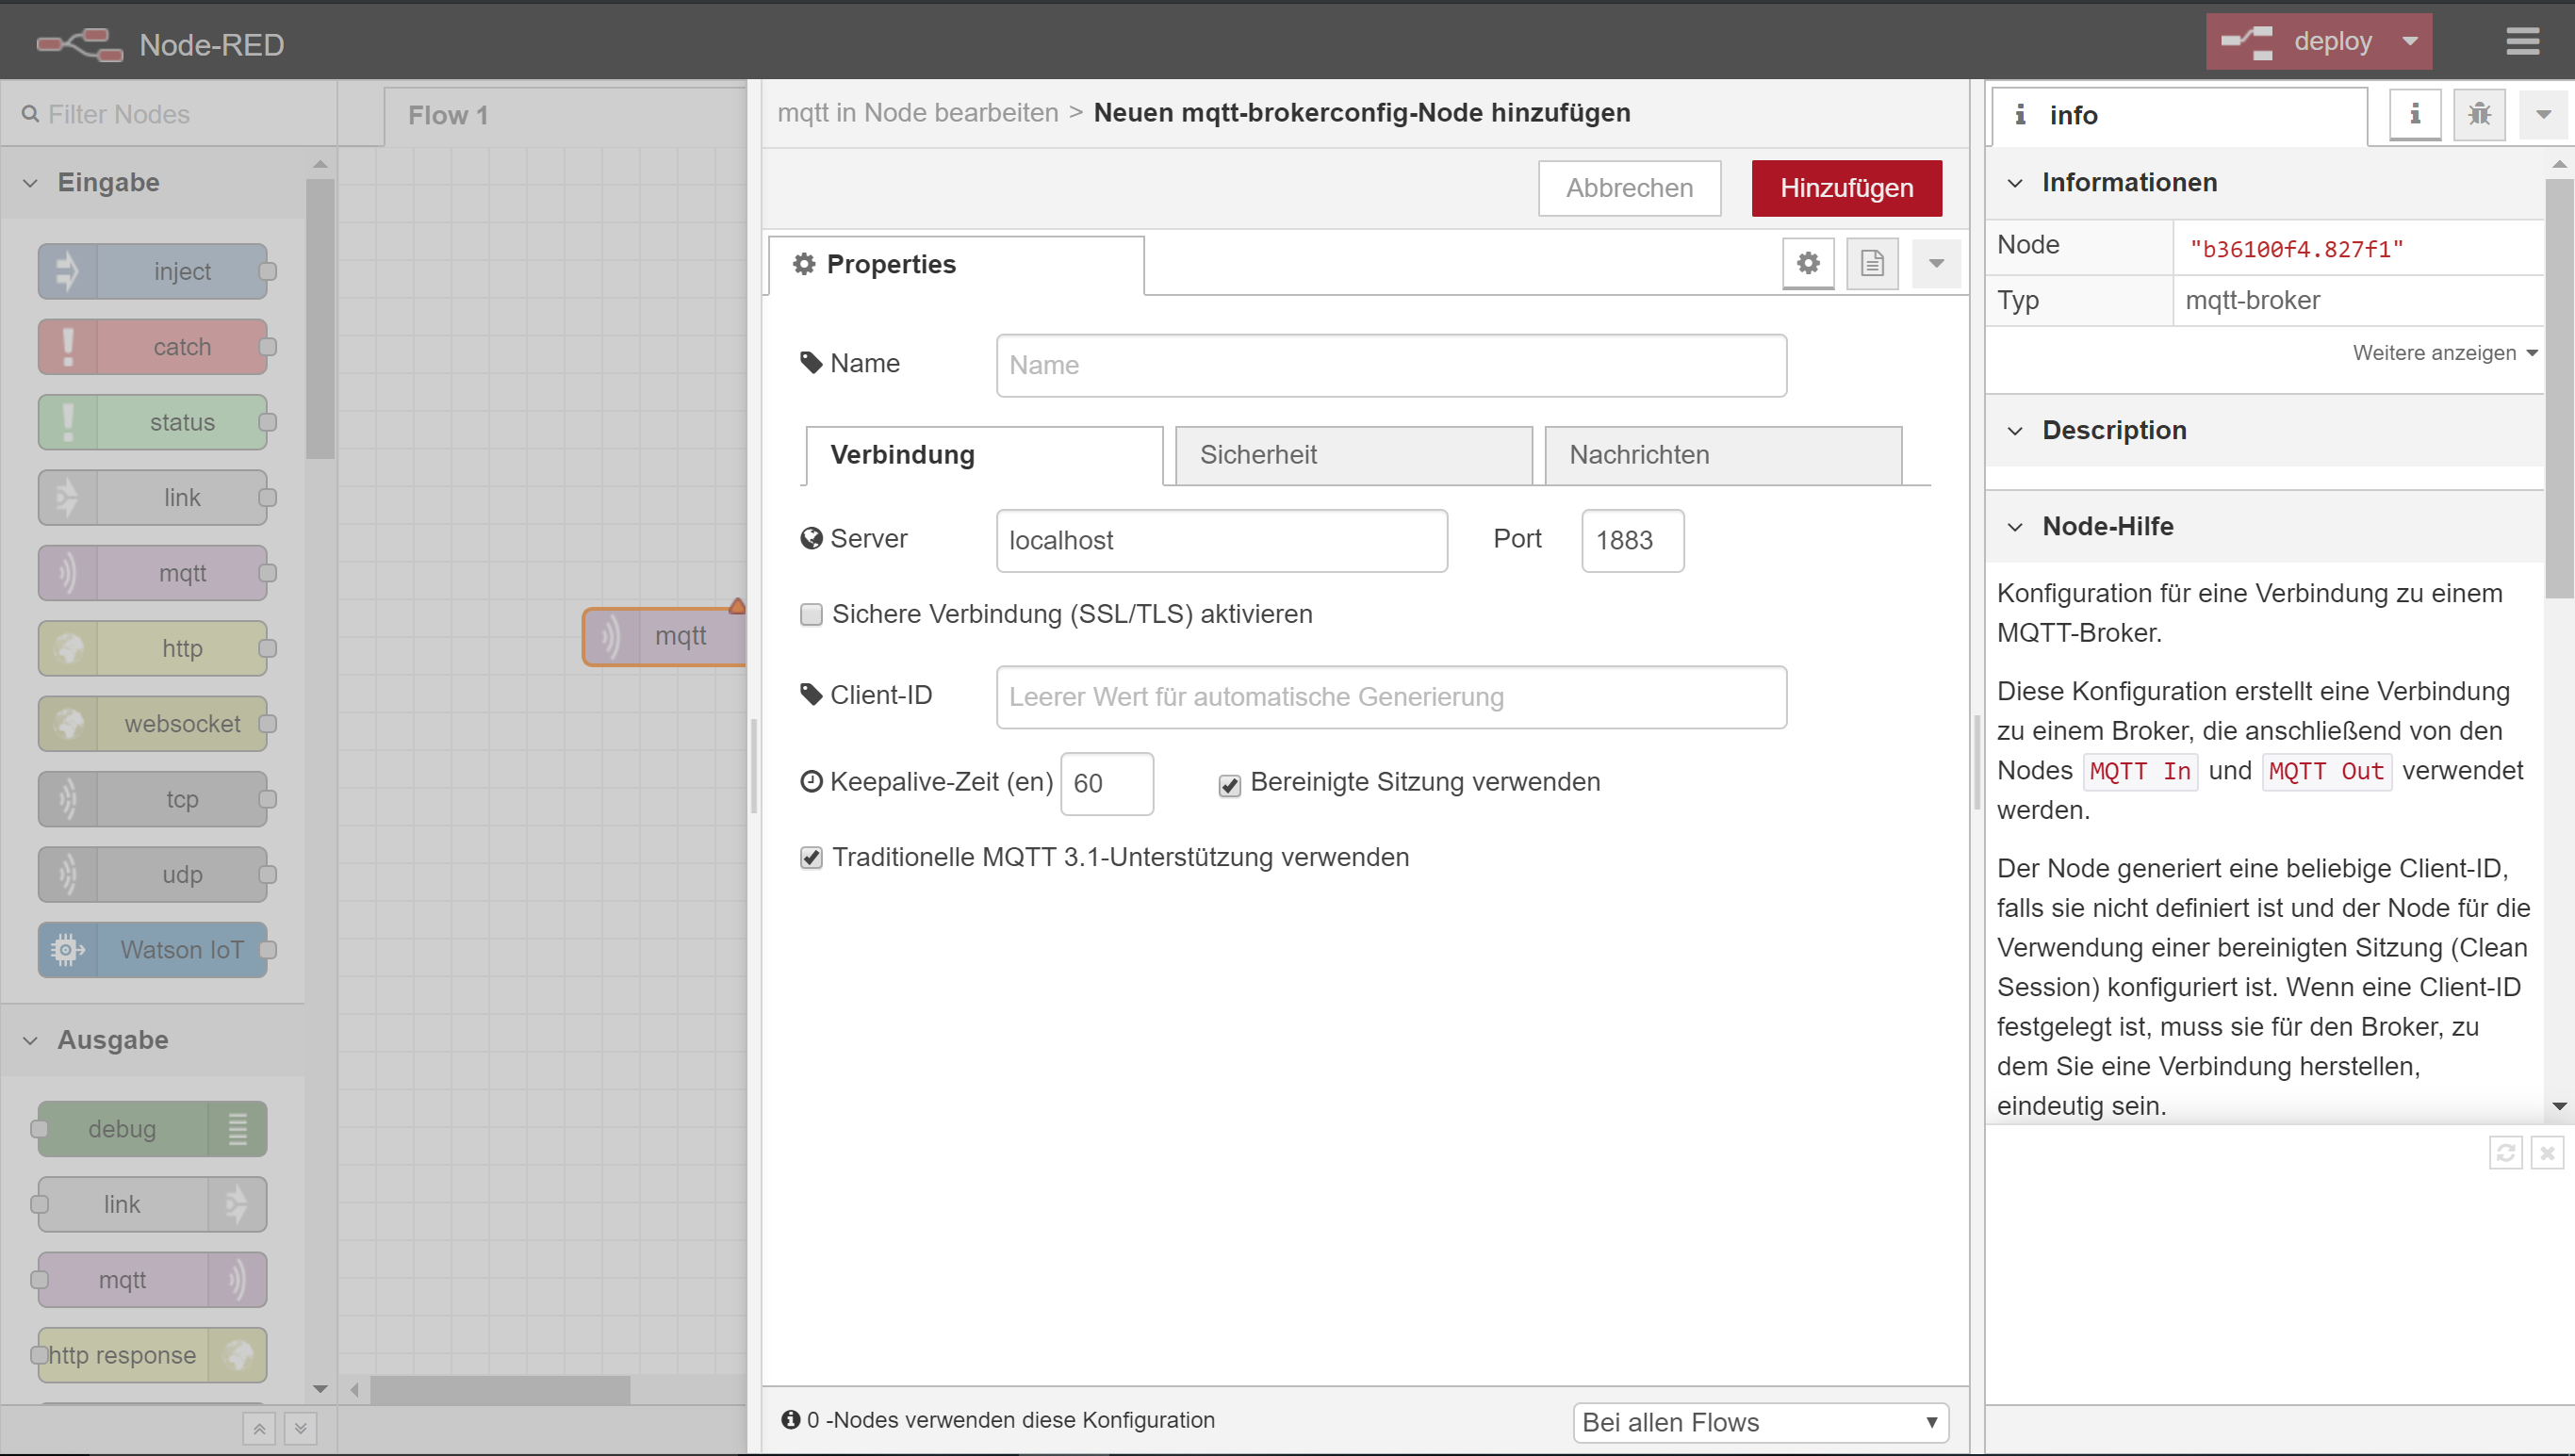 Node-RED
deploy
Filter Nodes
Eingabe
inject
catch
status
link
mqtt
http
websocket
tcp
udp
Watson IoT
Ausgabe
debug
link
mqtt
http response
Flow 1
mqtt
mqtt in Node bearbeiten > Neuen mqtt-brokerconfig-Node hinzufügen
Abbrechen
Hinzufügen
Properties
Name
Name
Verbindung
Sicherheit
Nachrichten
Server
localhost
Port
1883
Sichere Verbindung (SSL/TLS) aktivieren
Client-ID
Leerer Wert für automatische Generierung
Keepalive-Zeit (en)
60
Bereinigte Sitzung verwenden
Traditionelle MQTT 3.1-Unterstützung verwenden
0 -Nodes verwenden diese Konfiguration
Bei allen Flows
info
Informationen
Node
"b36100f4.827f1"
Typ
mqtt-broker
Weitere anzeigen
Description
Node-Hilfe
Konfiguration für eine Verbindung zu einem
MQTT-Broker.
Diese Konfiguration erstellt eine Verbindung
zu einem Broker, die anschließend von den
Nodes MQTT In und MQTT Out verwendet
werden.
Der Node generiert eine beliebige Client-ID,
falls sie nicht definiert ist und der Node für die
Verwendung einer bereinigten Sitzung (Clean
Session) konfiguriert ist. Wenn eine Client-ID
festgelegt ist, muss sie für den Broker, zu
dem Sie eine Verbindung herstellen,
eindeutig sein.